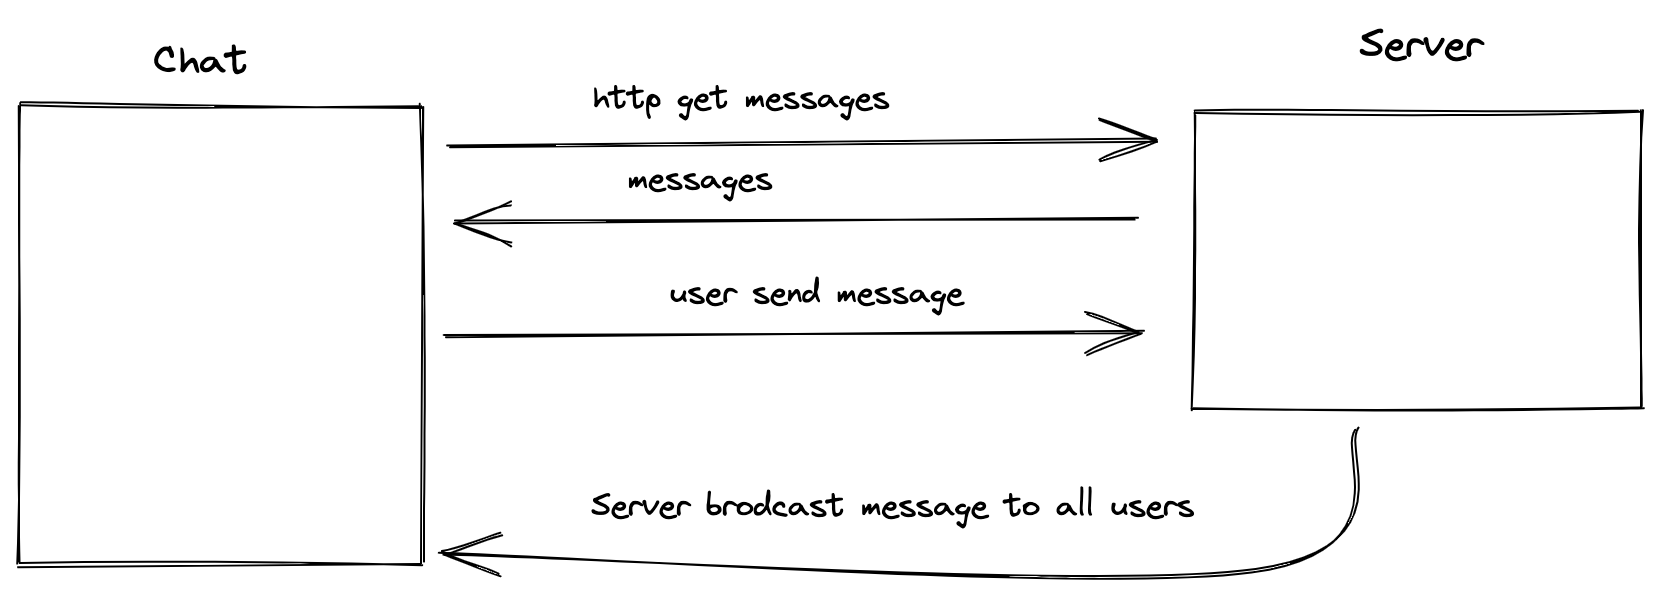 Chat
Server
http get messages
messages
user send message
Server brodcast message to all users